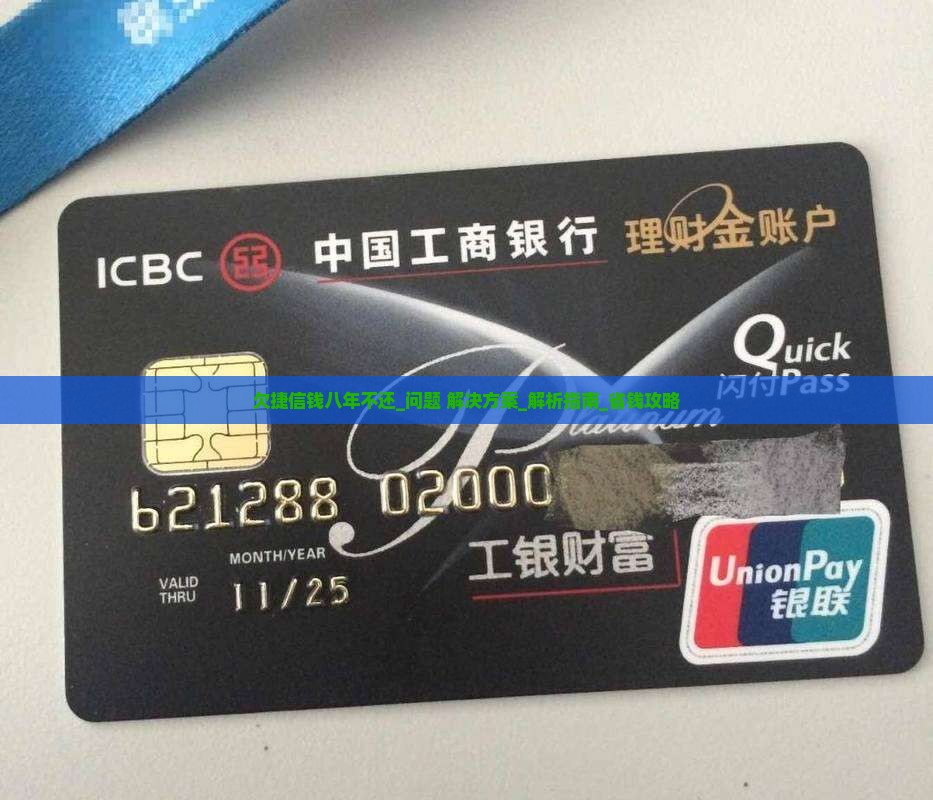 ICBC 中国工商银行 理财金账户
Quick
闪付Pass
欠捷信钱八年不还_问题 解决方案_解析指南_省钱攻略
Platinum
621288 02000
MONTH/YEAR
VALID THRU 11/25
工银财富
UnionPay
银联